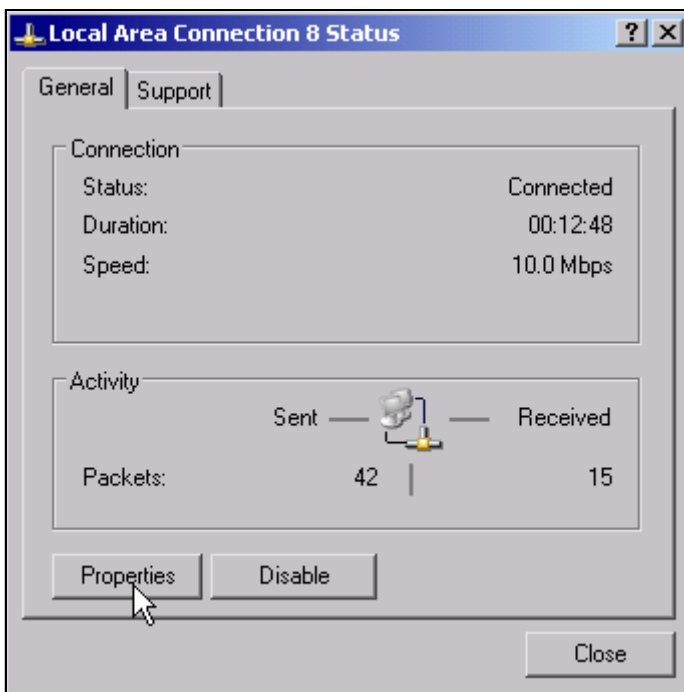 Local Area Connection 8 Status
General Support
Connection
Status: Connected
Duration: 00:12:48
Speed: 10.0 Mbps
Activity
Sent Received
Packets: 42 15
Properties Disable
Close